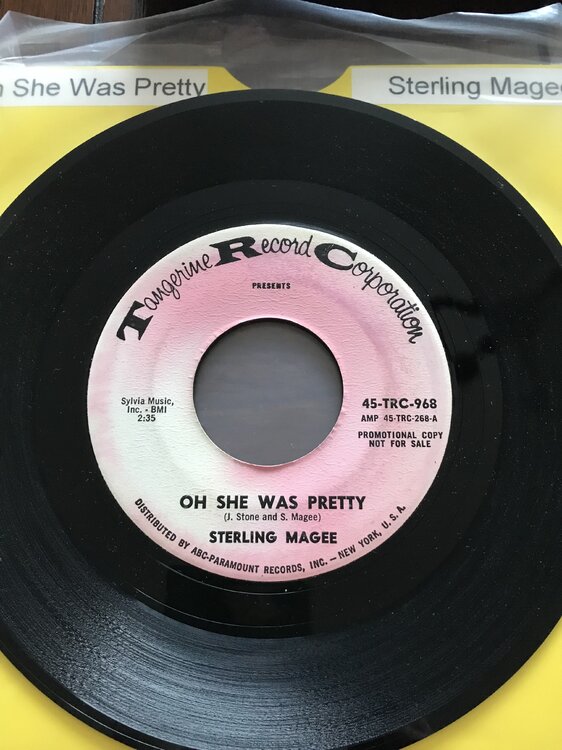 She Was Pretty
Sterling Magee
Tangerine Record Corporation
PRESENTS
Sylvia Music,
Inc. - BMI
2:35
45-TRC-968
AMP 45-TRC-268-A
PROMOTIONAL COPY
NOT FOR SALE
OH SHE WAS PRETTY
(J. Stone and S. Magee)
STERLING MAGEE
DISTRIBUTED BY ABC-PARAMOUNT RECORDS, INC. — NEW YORK, U. S. A.